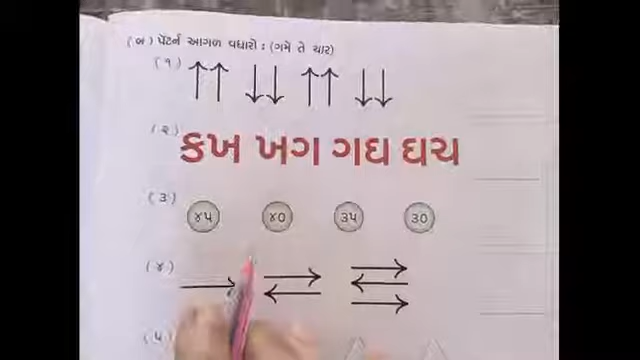 (બ) પેટર્ન આગળ વધારો : (ગમે તે ચાર)
(૧) ↑↑ ↓↓ ↑↑ ↓↓
(૨) કખ ખગ ગઘ ઘચ
(૩) ૪૫ ૪૦ ૩૫ ૩૦
(૪)
(૫)